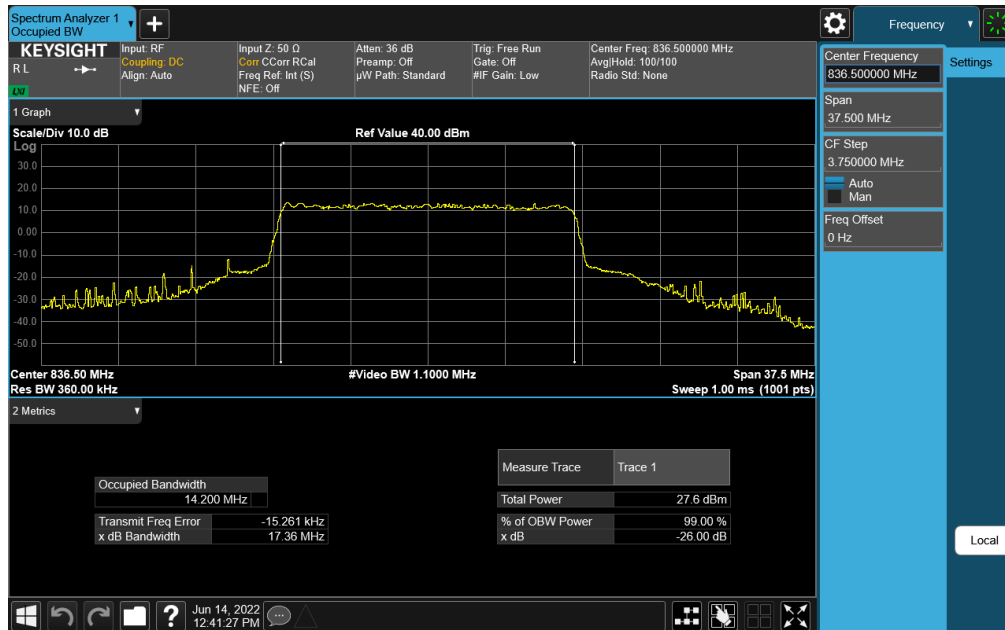 Spectrum Analyzer 1
Occupied BW
+
Frequency
KEYSIGHT
R L
LXI
Input: RF
Coupling: DC
Align: Auto
Input Z: 50 Ω
Corr CCorr RCal
Freq Ref: Int (S)
NFE: Off
Atten: 36 dB
Preamp: Off
µW Path: Standard
Trig: Free Run
Gate: Off
#IF Gain: Low
Center Freq: 836.500000 MHz
Avg|Hold: 100/100
Radio Std: None
Center Frequency
836.500000 MHz
Settings
Span
37.500 MHz
CF Step
3.750000 MHz
Auto
Man
Freq Offset
0 Hz
1 Graph
Scale/Div 10.0 dB
Ref Value 40.00 dBm
Log
30.0
20.0
10.0
0.00
-10.0
-20.0
-30.0
-40.0
-50.0
Center 836.50 MHz
#Video BW 1.1000 MHz
Span 37.5 MHz
Res BW 360.00 kHz
Sweep 1.00 ms (1001 pts)
2 Metrics
Occupied Bandwidth
14.200 MHz
Transmit Freq Error -15.261 kHz
x dB Bandwidth 17.36 MHz
Measure Trace Trace 1
Total Power 27.6 dBm
% of OBW Power 99.00 %
x dB -26.00 dB
Local
?
Jun 14, 2022
12:41:27 PM